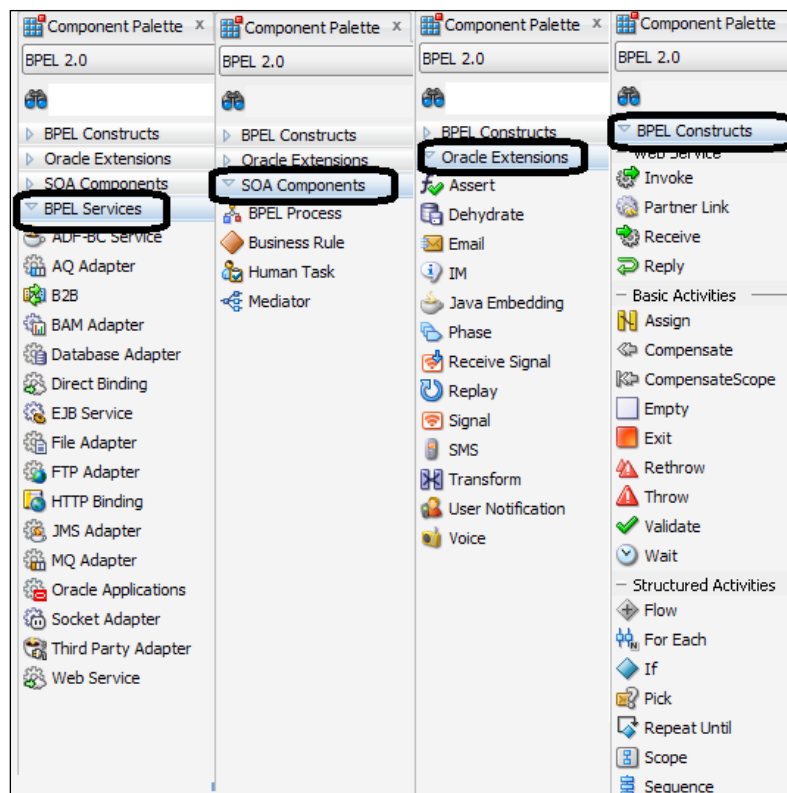 Component Palette
BPEL 2.0
BPEL Constructs
Oracle Extensions
SOA Components
BPEL Services
ADF-BC Service
AQ Adapter
B2B
BAM Adapter
Database Adapter
Direct Binding
EJB Service
File Adapter
FTP Adapter
HTTP Binding
JMS Adapter
MQ Adapter
Oracle Applications
Socket Adapter
Third Party Adapter
Web Service
Component Palette
BPEL 2.0
BPEL Constructs
Oracle Extensions
SOA Components
BPEL Process
Business Rule
Human Task
Mediator
Component Palette
BPEL 2.0
BPEL Constructs
Oracle Extensions
Assert
Dehydrate
Email
IM
Java Embedding
Phase
Receive Signal
Replay
Signal
SMS
Transform
User Notification
Voice
Component Palette
BPEL 2.0
BPEL Constructs
Web Service
Invoke
Partner Link
Receive
Reply
Basic Activities
Assign
Compensate
CompensateScope
Empty
Exit
Rethrow
Throw
Validate
Wait
Structured Activities
Flow
For Each
If
Pick
Repeat Until
Scope
Sequence